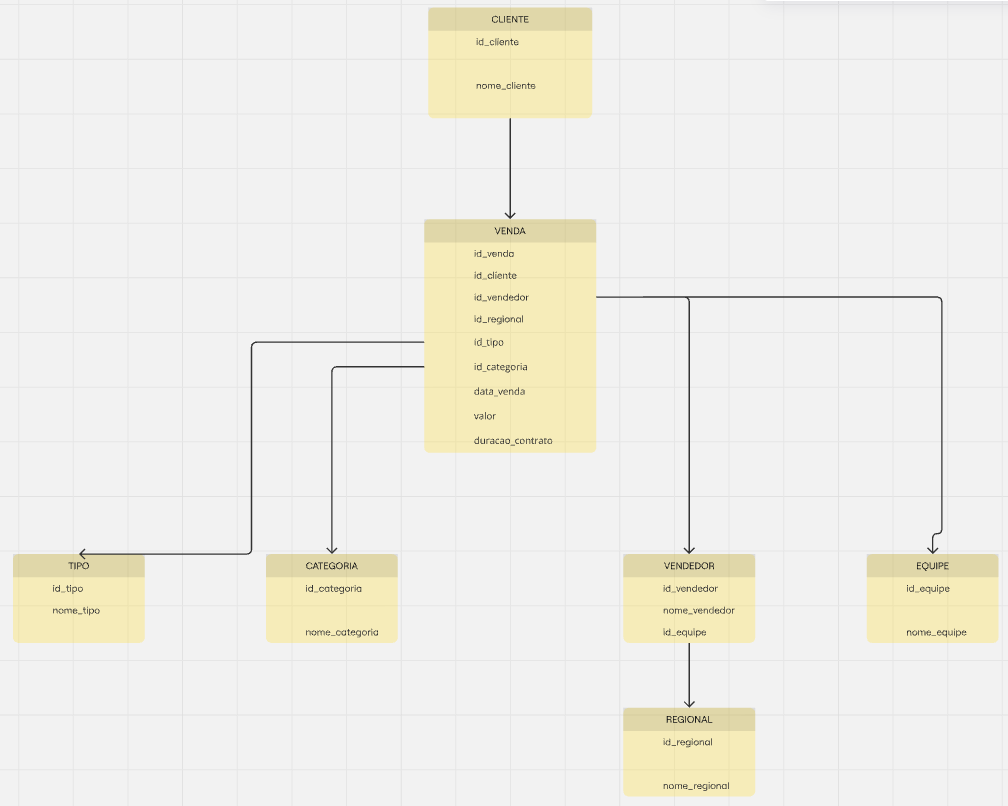 CLIENTE
id_cliente
nome_cliente
VENDA
id_venda
id_cliente
id_vendedor
id_regional
id_tipo
id_categoria
data_venda
valor
duracao_contrato
TIPO
id_tipo
nome_tipo
CATEGORIA
id_categoria
nome_categoria
VENDEDOR
id_vendedor
nome_vendedor
id_equipe
EQUIPE
id_equipe
nome_equipe
REGIONAL
id_regional
nome_regional